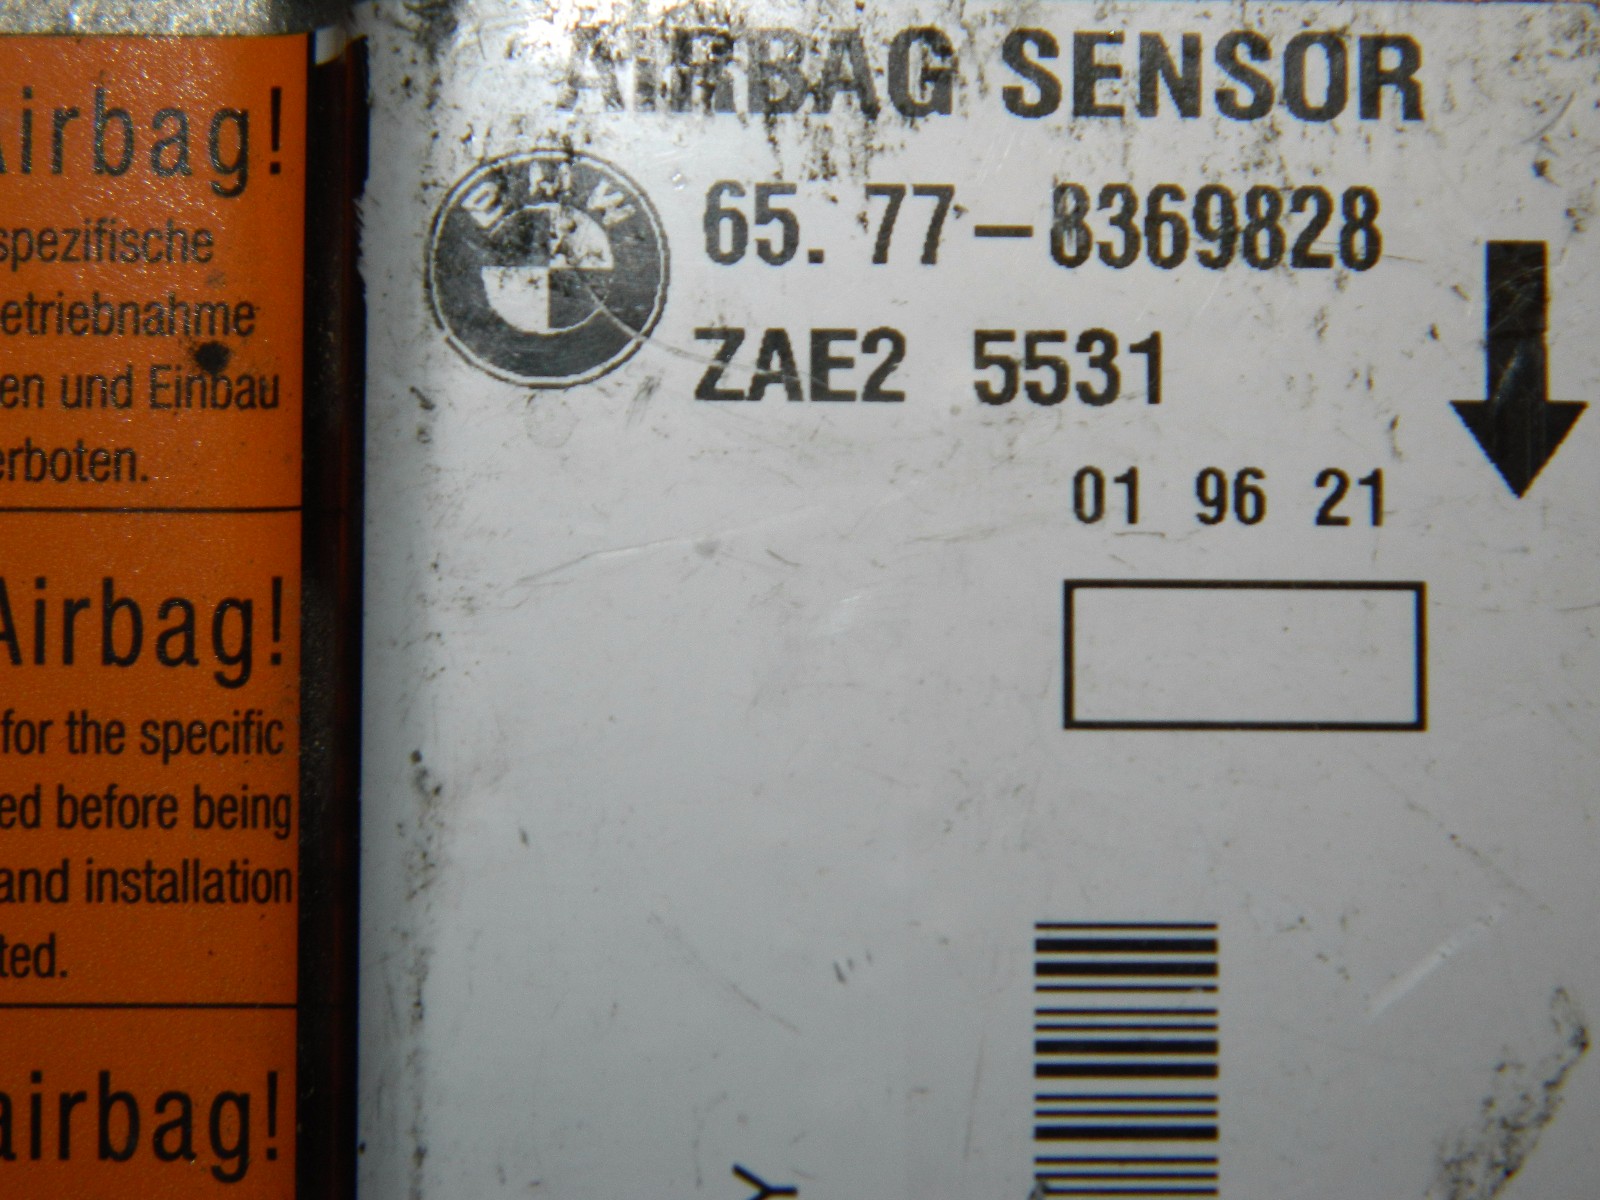 Airbag!
spezifische
etriebnahme
en und Einbau
erboten.
Airbag!
for the specific
ed before being
and installation
ted.
airbag!
AIRBAG SENSOR
BMW
65. 77-8369828
ZAE2 5531
01 96 21
Y